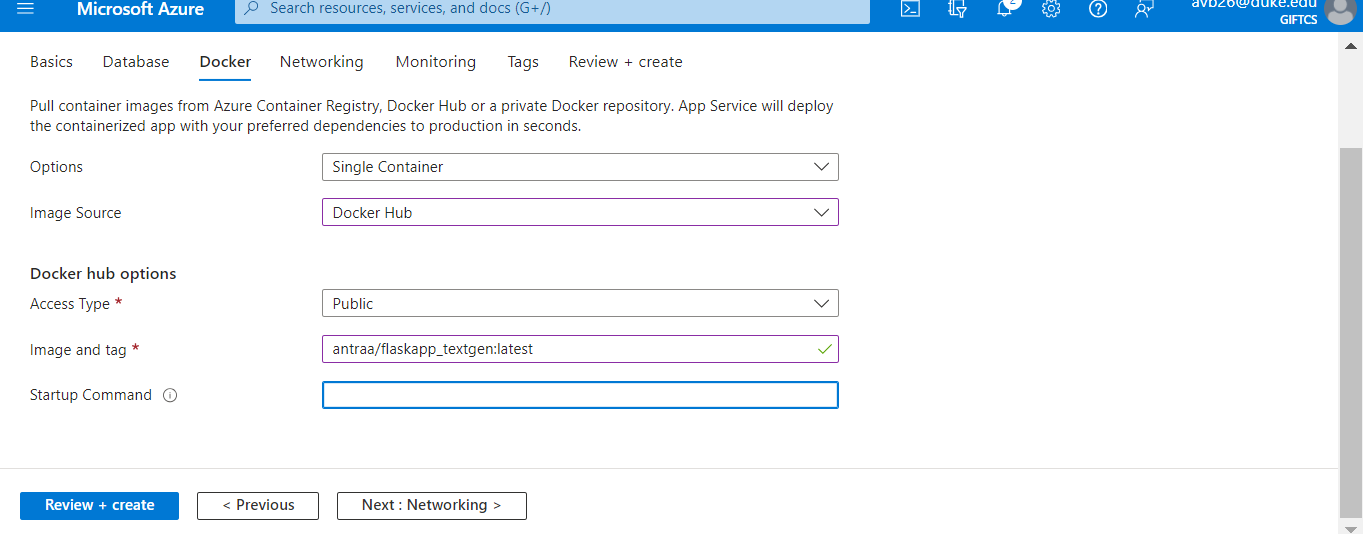 Microsoft Azure
Search resources, services, and docs (G+/)
2
avb26@duke.edu
GIFTCS
Basics Database Docker Networking Monitoring Tags Review + create
Pull container images from Azure Container Registry, Docker Hub or a private Docker repository. App Service will deploy
the containerized app with your preferred dependencies to production in seconds.
Options Single Container
Image Source Docker Hub
Docker hub options
Access Type * Public
Image and tag * antraa/flaskapp_textgen:latest
Startup Command
Review + create < Previous Next : Networking >